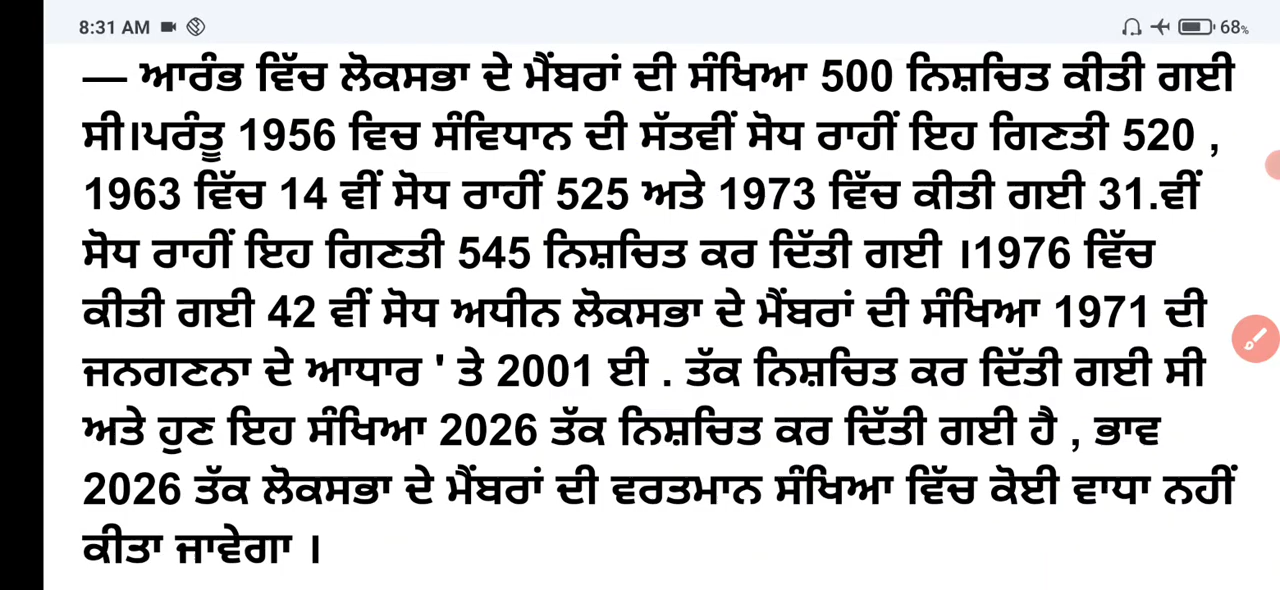 8:31 AM
68%
— ਆਰੰਭ ਵਿੱਚ ਲੋਕਸਭਾ ਦੇ ਮੈਂਬਰਾਂ ਦੀ ਸੰਖਿਆ 500 ਨਿਸ਼ਚਿਤ ਕੀਤੀ ਗਈ
ਸੀ।ਪਰੰਤੂ 1956 ਵਿਚ ਸੰਵਿਧਾਨ ਦੀ ਸੱਤਵੀਂ ਸੋਧ ਰਾਹੀਂ ਇਹ ਗਿਣਤੀ 520 ,
1963 ਵਿੱਚ 14 ਵੀਂ ਸੋਧ ਰਾਹੀਂ 525 ਅਤੇ 1973 ਵਿੱਚ ਕੀਤੀ ਗਈ 31.ਵੀਂ
ਸੋਧ ਰਾਹੀਂ ਇਹ ਗਿਣਤੀ 545 ਨਿਸ਼ਚਿਤ ਕਰ ਦਿੱਤੀ ਗਈ ।1976 ਵਿੱਚ
ਕੀਤੀ ਗਈ 42 ਵੀਂ ਸੋਧ ਅਧੀਨ ਲੋਕਸਭਾ ਦੇ ਮੈਂਬਰਾਂ ਦੀ ਸੰਖਿਆ 1971 ਦੀ
ਜਨਗਣਨਾ ਦੇ ਆਧਾਰ ' ਤੇ 2001 ਈ . ਤੱਕ ਨਿਸ਼ਚਿਤ ਕਰ ਦਿੱਤੀ ਗਈ ਸੀ
ਅਤੇ ਹੁਣ ਇਹ ਸੰਖਿਆ 2026 ਤੱਕ ਨਿਸ਼ਚਿਤ ਕਰ ਦਿੱਤੀ ਗਈ ਹੈ , ਭਾਵ
2026 ਤੱਕ ਲੋਕਸਭਾ ਦੇ ਮੈਂਬਰਾਂ ਦੀ ਵਰਤਮਾਨ ਸੰਖਿਆ ਵਿੱਚ ਕੋਈ ਵਾਧਾ ਨਹੀਂ
ਕੀਤਾ ਜਾਵੇਗਾ ।